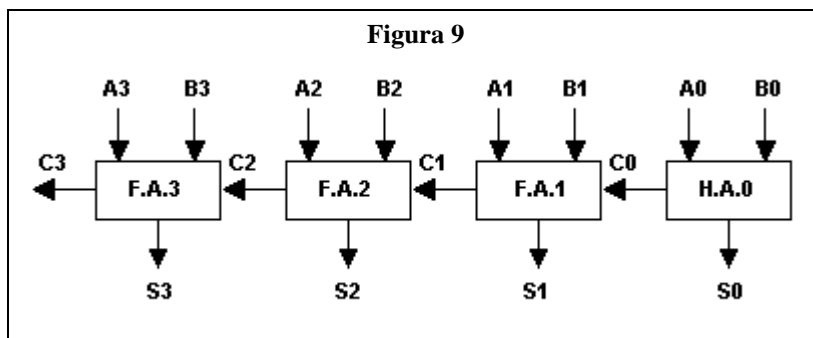 Figura 9
A3 B3 A2 B2 A1 B1 A0 B0
C3 C2 C1 C0
F.A.3 F.A.2 F.A.1 H.A.0
S3 S2 S1 S0